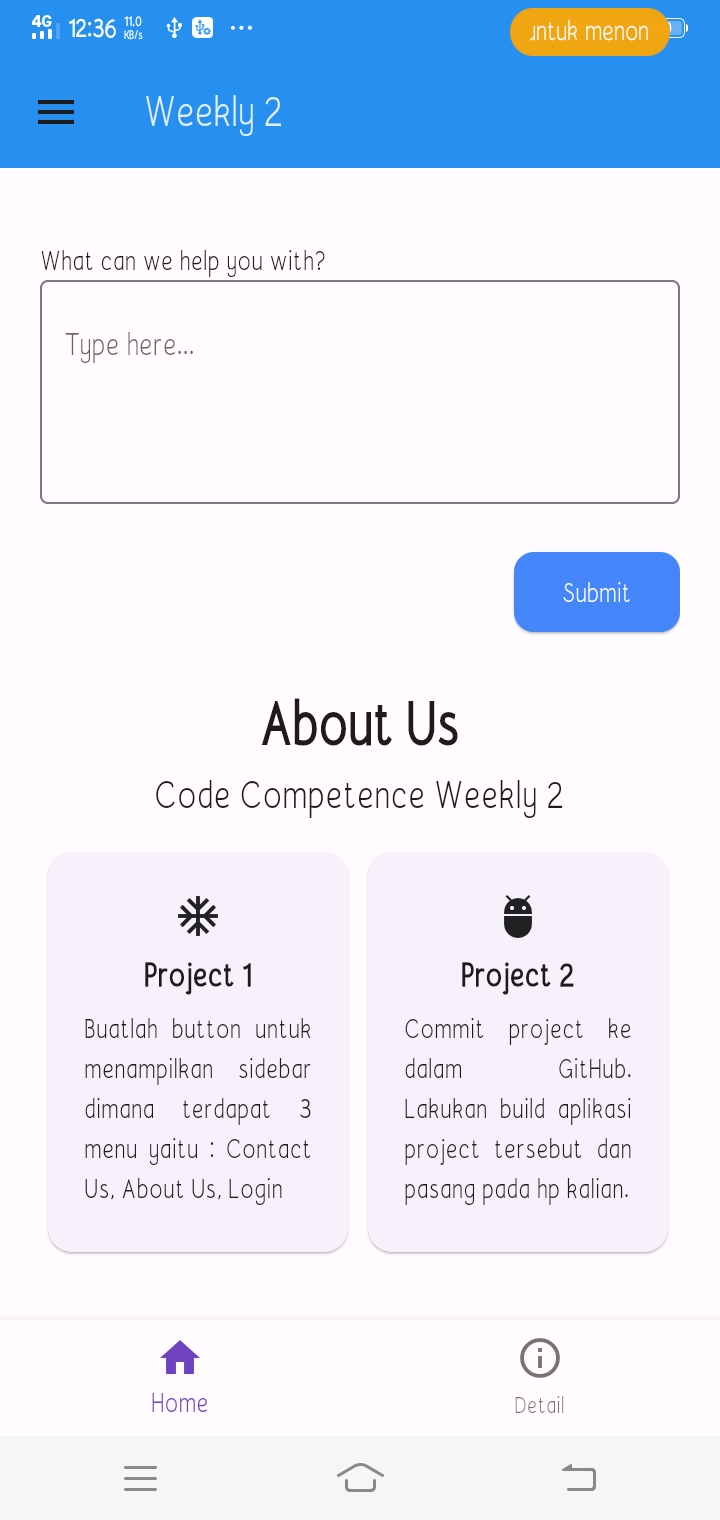 4G 12:36 11.0 KB/s ... untuk menon
Weekly 2
What can we help you with?
Type here...
Submit
About Us
Code Competence Weekly 2
Project 1
Buatlah button untuk
menampilkan sidebar
dimana terdapat 3
menu yaitu : Contact
Us, About Us, Login
Project 2
Commit project ke
dalam GitHub.
Lakukan build aplikasi
project tersebut dan
pasang pada hp kalian.
Home
Detail